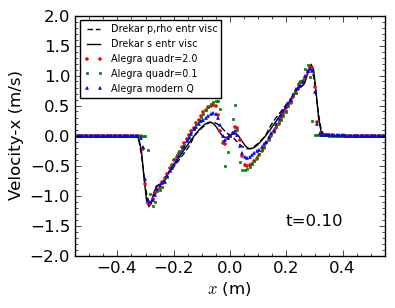 2.0
1.5
1.0
0.5
0.0
−0.5
−1.0
−1.5
−2.0
Velocity-x (m/s)
Drekar p,rho entr visc
Drekar s entr visc
Alegra quadr=2.0
Alegra quadr=0.1
Alegra modern Q
t=0.10
−0.4 −0.2 0.0 0.2 0.4
x (m)